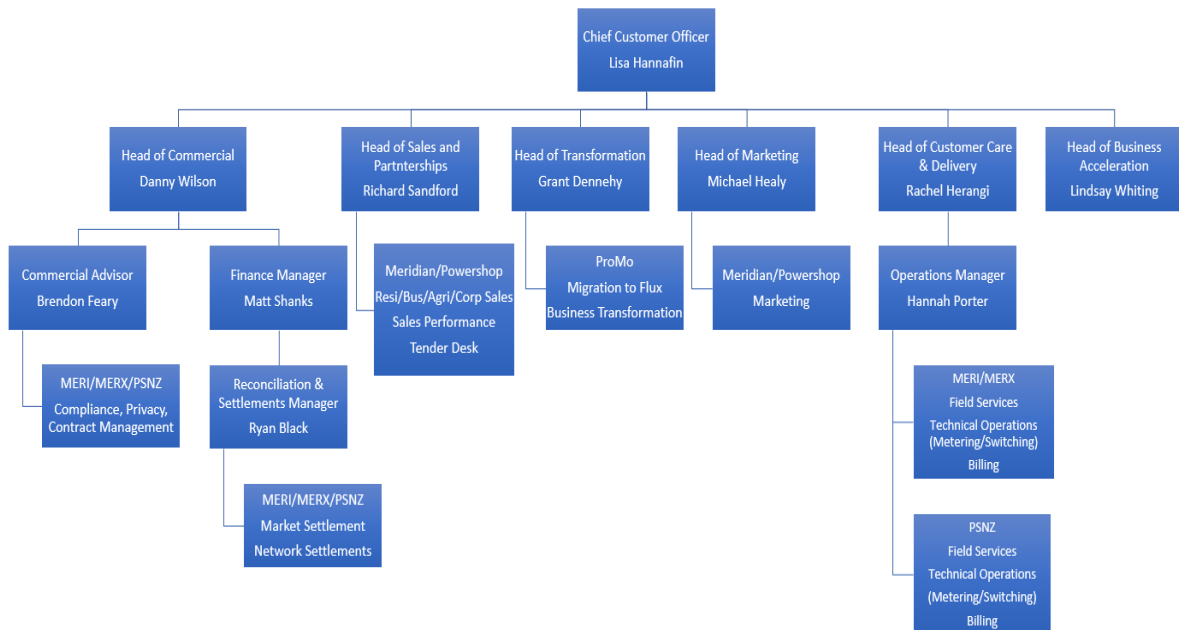 Chief Customer Officer
Lisa Hannafin
Head of Commercial
Danny Wilson
Head of Sales and
Partnterships
Richard Sandford
Head of Transformation
Grant Dennehy
Head of Marketing
Michael Healy
Head of Customer Care
& Delivery
Rachel Herangi
Head of Business
Acceleration
Lindsay Whiting
Commercial Advisor
Brendon Feary
Finance Manager
Matt Shanks
Meridian/Powershop
Resi/Bus/Agri/Corp Sales
Sales Performance
Tender Desk
ProMo
Migration to Flux
Business Transformation
Meridian/Powershop
Marketing
Operations Manager
Hannah Porter
MERI/MERX/PSNZ
Compliance, Privacy,
Contract Management
Reconciliation &
Settlements Manager
Ryan Black
MERI/MERX
Field Services
Technical Operations
(Metering/Switching)
Billing
MERI/MERX/PSNZ
Market Settlement
Network Settlements
PSNZ
Field Services
Technical Operations
(Metering/Switching)
Billing